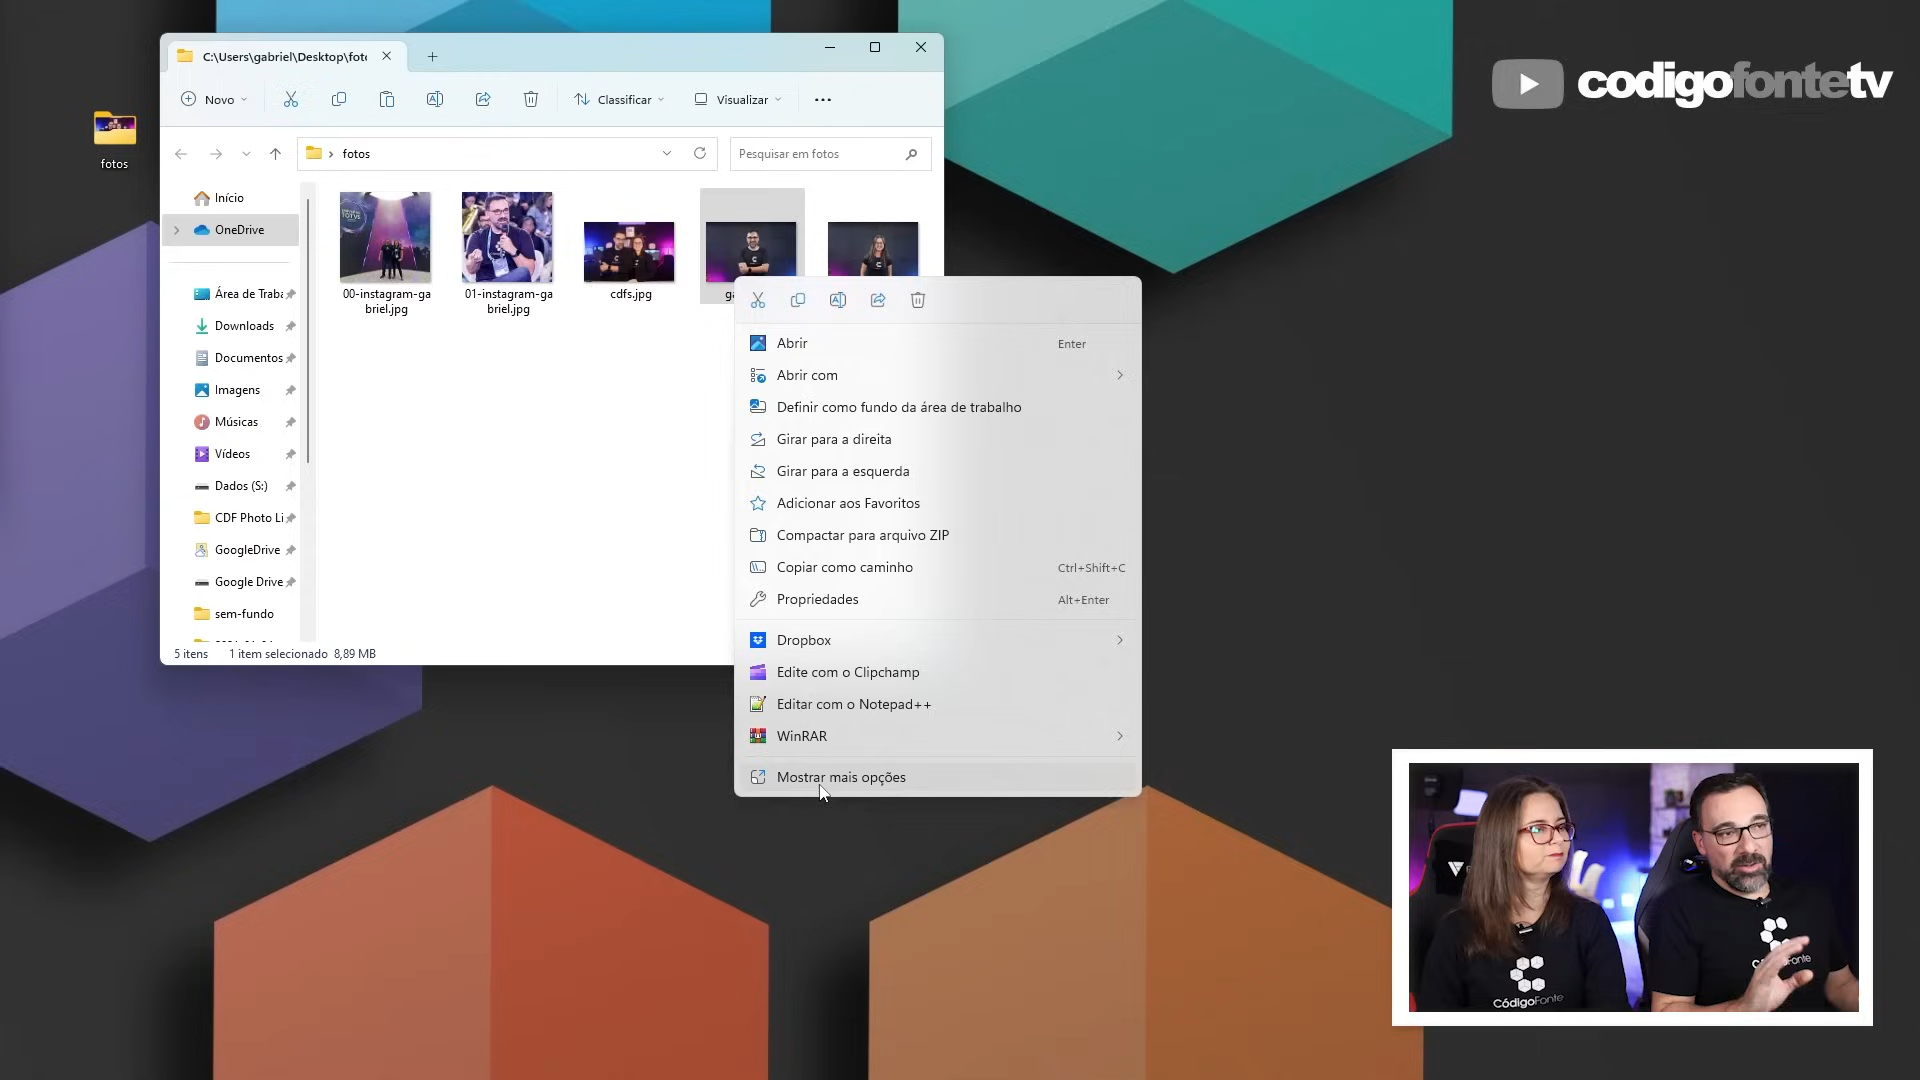 codigofontetv
fotos
C:\Users\gabriel\Desktop\foto
Novo
Classificar
Visualizar
fotos
Pesquisar em fotos
Início
OneDrive
Área de Traba
Downloads
Documentos
Imagens
Músicas
Vídeos
Dados (S:)
CDF Photo Li
GoogleDrive
Google Drive
sem-fundo
00-instagram-ga
briel.jpg
01-instagram-ga
briel.jpg
cdfs.jpg
ga
5 itens 1 item selecionado 8,89 MB
Abrir Enter
Abrir com
Definir como fundo da área de trabalho
Girar para a direita
Girar para a esquerda
Adicionar aos Favoritos
Compactar para arquivo ZIP
Copiar como caminho Ctrl+Shift+C
Propriedades Alt+Enter
Dropbox
Edite com o Clipchamp
Editar com o Notepad++
WinRAR
Mostrar mais opções
CódigoFonte